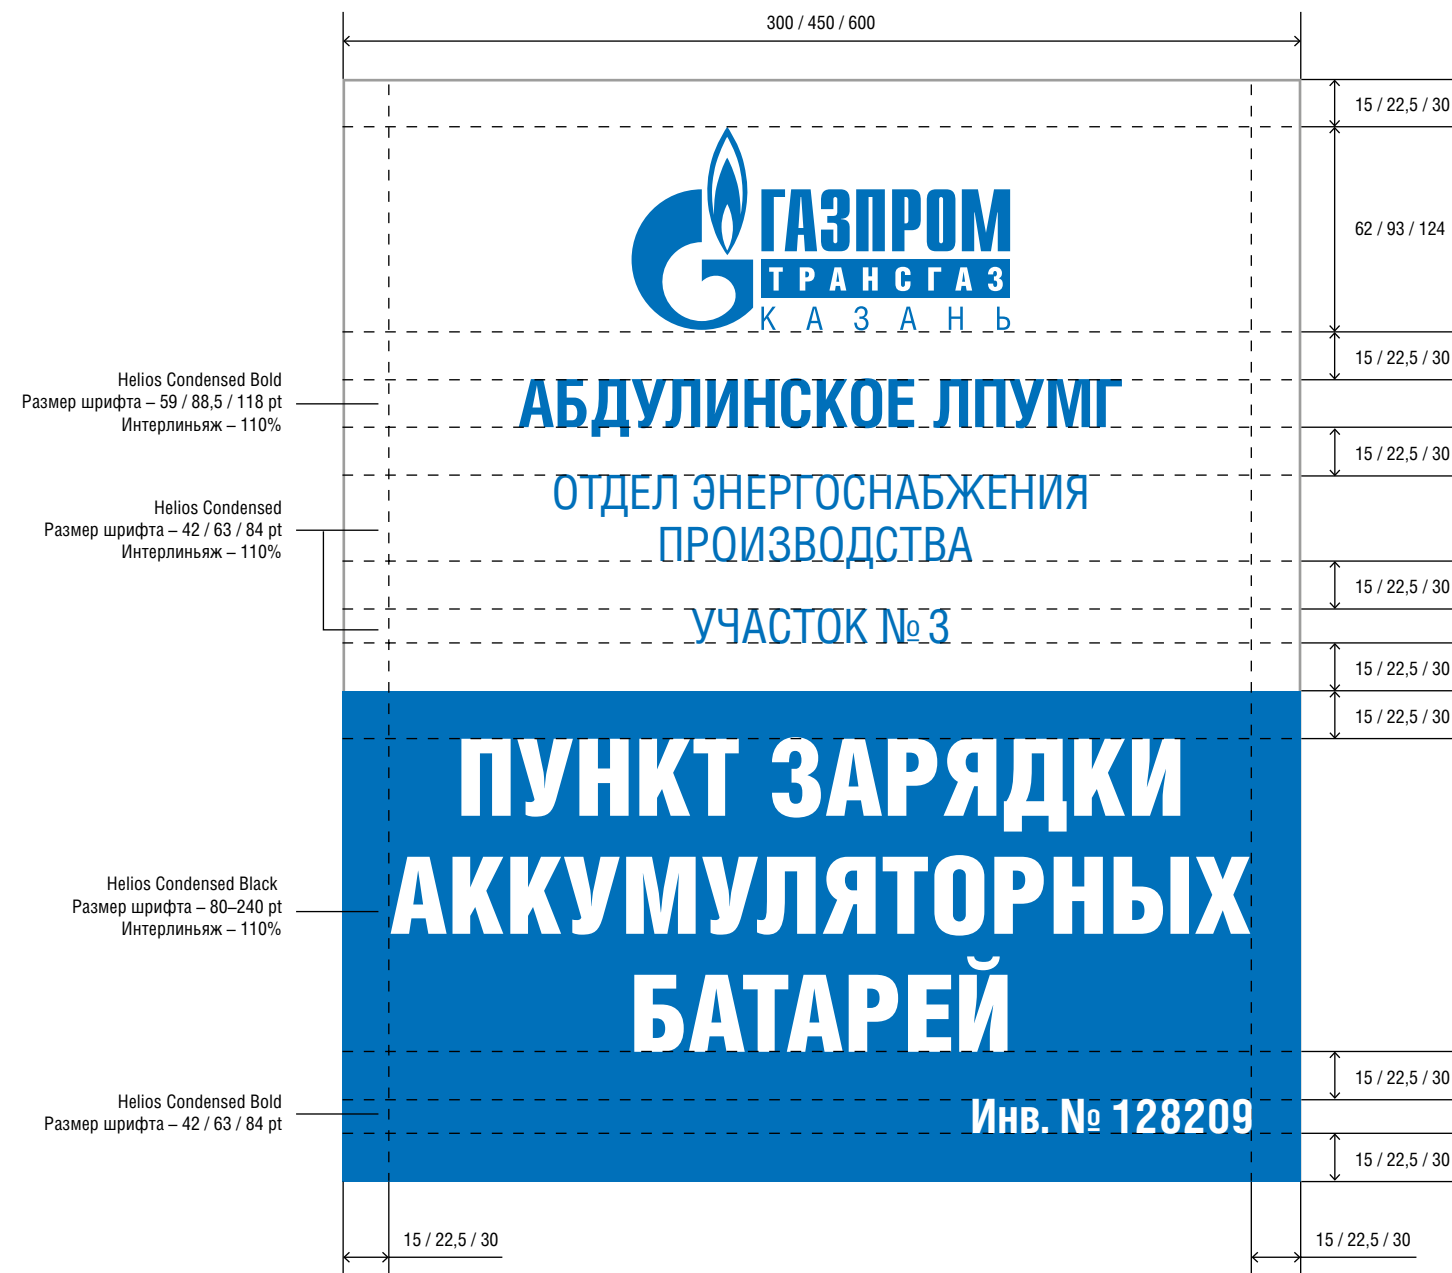 300 / 450 / 600
15 / 22,5 / 30
ГАЗПРОМ
ТРАНСГАЗ
КАЗАНЬ
62 / 93 / 124
15 / 22,5 / 30
Helios Condensed Bold
Размер шрифта – 59 / 88,5 / 118 pt
Интерлиньяж – 110%
АБДУЛИНСКОЕ ЛПУМГ
15 / 22,5 / 30
Helios Condensed
Размер шрифта – 42 / 63 / 84 pt
Интерлиньяж – 110%
ОТДЕЛ ЭНЕРГОСНАБЖЕНИЯ
ПРОИЗВОДСТВА
15 / 22,5 / 30
УЧАСТОК № 3
15 / 22,5 / 30
15 / 22,5 / 30
ПУНКТ ЗАРЯДКИ
АККУМУЛЯТОРНЫХ
БАТАРЕЙ
Helios Condensed Black
Размер шрифта – 80–240 pt
Интерлиньяж – 110%
15 / 22,5 / 30
Helios Condensed Bold
Размер шрифта – 42 / 63 / 84 pt
Инв. № 128209
15 / 22,5 / 30
15 / 22,5 / 30
15 / 22,5 / 30